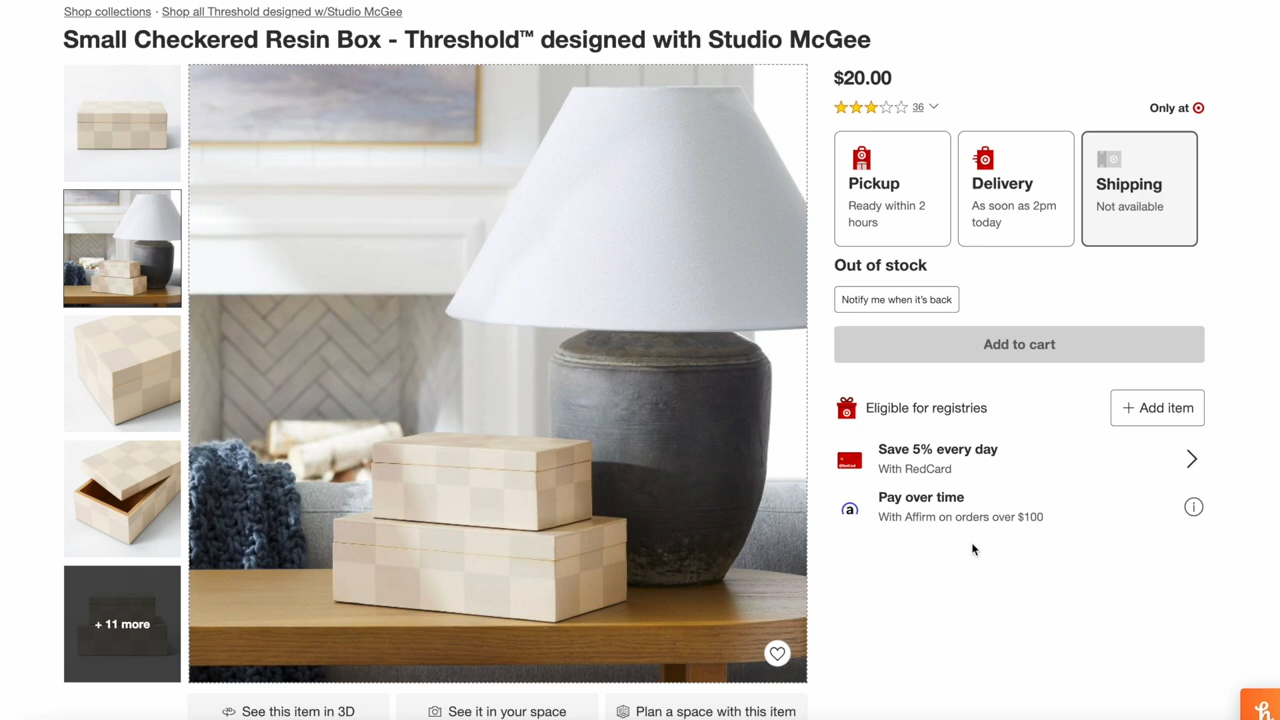 Shop collections · Shop all Threshold designed w/Studio McGee
Small Checkered Resin Box - Threshold™ designed with Studio McGee
$20.00
36
Only at
Pickup
Ready within 2
hours
Delivery
As soon as 2pm
today
Shipping
Not available
Out of stock
Notify me when it's back
Add to cart
Eligible for registries
+ Add item
Save 5% every day
With RedCard
Pay over time
With Affirm on orders over $100
+ 11 more
See this item in 3D
See it in your space
Plan a space with this item